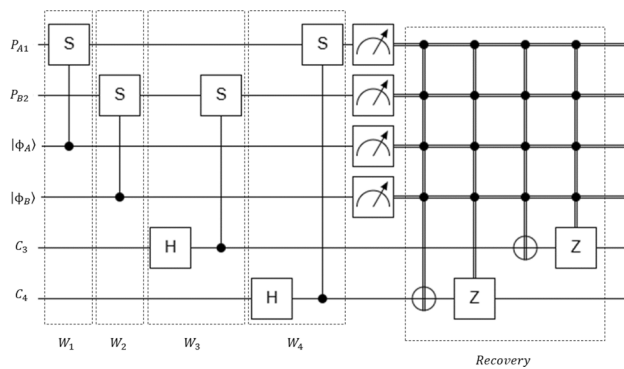 P_{A1} S S
P_{B2} S S
|ϕ_A⟩
|ϕ_B⟩
C_3 H Z
C_4 H Z
W_1 W_2 W_3 W_4
Recovery